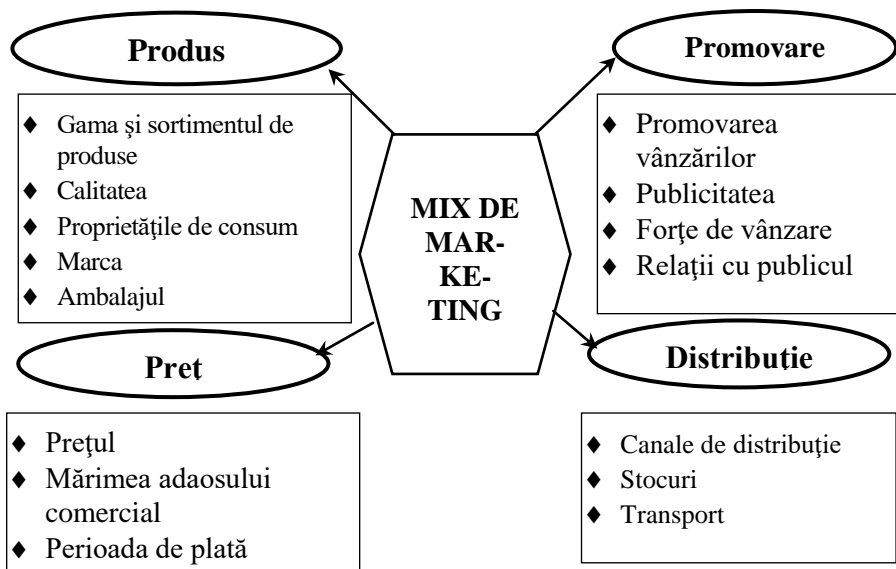 Produs
♦ Gama şi sortimentul de
produse
♦ Calitatea
♦ Proprietăţile de consum
♦ Marca
♦ Ambalajul
Promovare
♦ Promovarea
vânzărilor
♦ Publicitatea
♦ Forţe de vânzare
♦ Relaţii cu publicul
MIX DE
MAR-
KE-
TING
Preţ
♦ Preţul
♦ Mărimea adaosului
comercial
♦ Perioada de plată
Distribuţie
♦ Canale de distribuţie
♦ Stocuri
♦ Transport